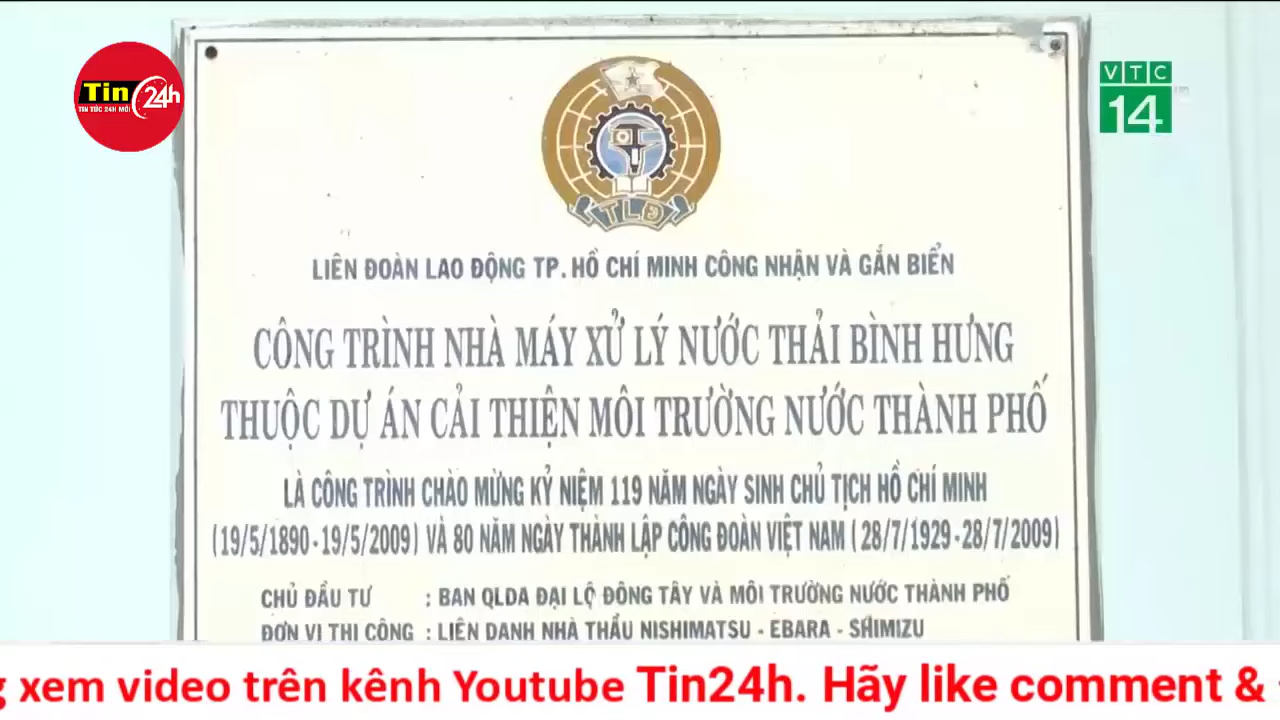 Tin 24h
TIN TỨC 24H MỚI
VTC
14
TLĐ
LIÊN ĐOÀN LAO ĐỘNG TP. HỒ CHÍ MINH CÔNG NHẬN VÀ GẮN BIỂN
CÔNG TRÌNH NHÀ MÁY XỬ LÝ NƯỚC THẢI BÌNH HƯNG
THUỘC DỰ ÁN CẢI THIỆN MÔI TRƯỜNG NƯỚC THÀNH PHỐ
LÀ CÔNG TRÌNH CHÀO MỪNG KỶ NIỆM 119 NĂM NGÀY SINH CHỦ TỊCH HỒ CHÍ MINH
(19/5/1890 - 19/5/2009) VÀ 80 NĂM NGÀY THÀNH LẬP CÔNG ĐOÀN VIỆT NAM (28/7/1929 - 28/7/2009)
CHỦ ĐẦU TƯ : BAN QLDA ĐẠI LỘ ĐÔNG TÂY VÀ MÔI TRƯỜNG NƯỚC THÀNH PHỐ
ĐƠN VỊ THI CÔNG : LIÊN DANH NHÀ THẦU NISHIMATSU - EBARA - SHIMIZU
xem video trên kênh Youtube Tin24h. Hãy like comment &